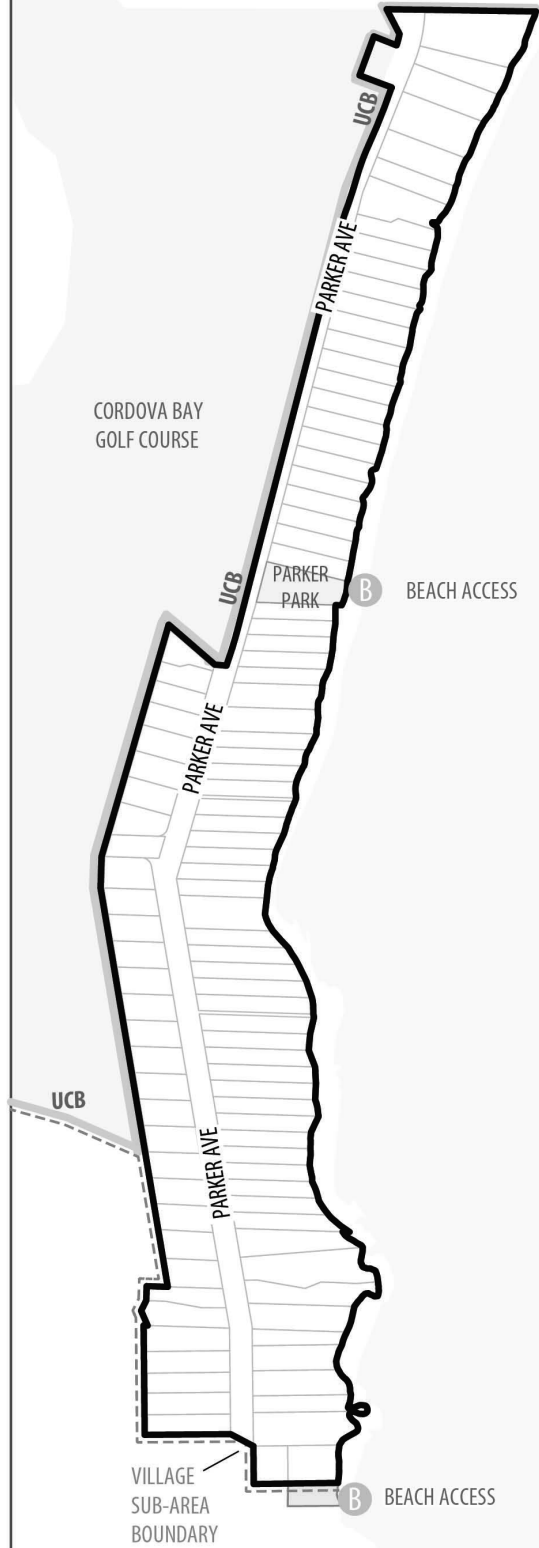 UCB
PARKER AVE
CORDOVA BAY
GOLF COURSE
UCB
PARKER
PARK
B
BEACH ACCESS
PARKER AVE
UCB
PARKER AVE
VILLAGE
SUB-AREA
BOUNDARY
B
BEACH ACCESS